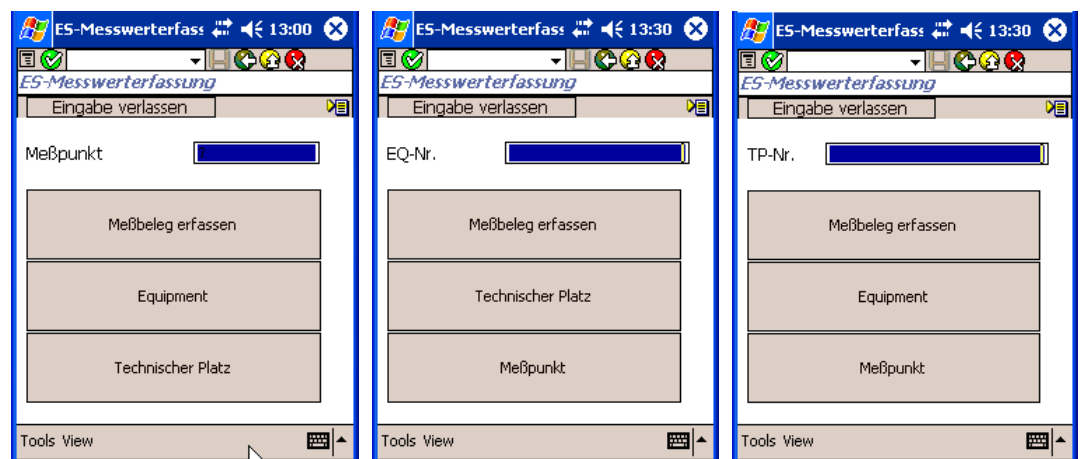 ES-Messwerterfass 13:00
ES-Messwerterfassung
Eingabe verlassen
Meßpunkt
Meßbeleg erfassen
Equipment
Technischer Platz
Tools View
ES-Messwerterfass 13:30
ES-Messwerterfassung
Eingabe verlassen
EQ-Nr.
Meßbeleg erfassen
Technischer Platz
Meßpunkt
Tools View
ES-Messwerterfass 13:30
ES-Messwerterfassung
Eingabe verlassen
TP-Nr.
Meßbeleg erfassen
Equipment
Meßpunkt
Tools View